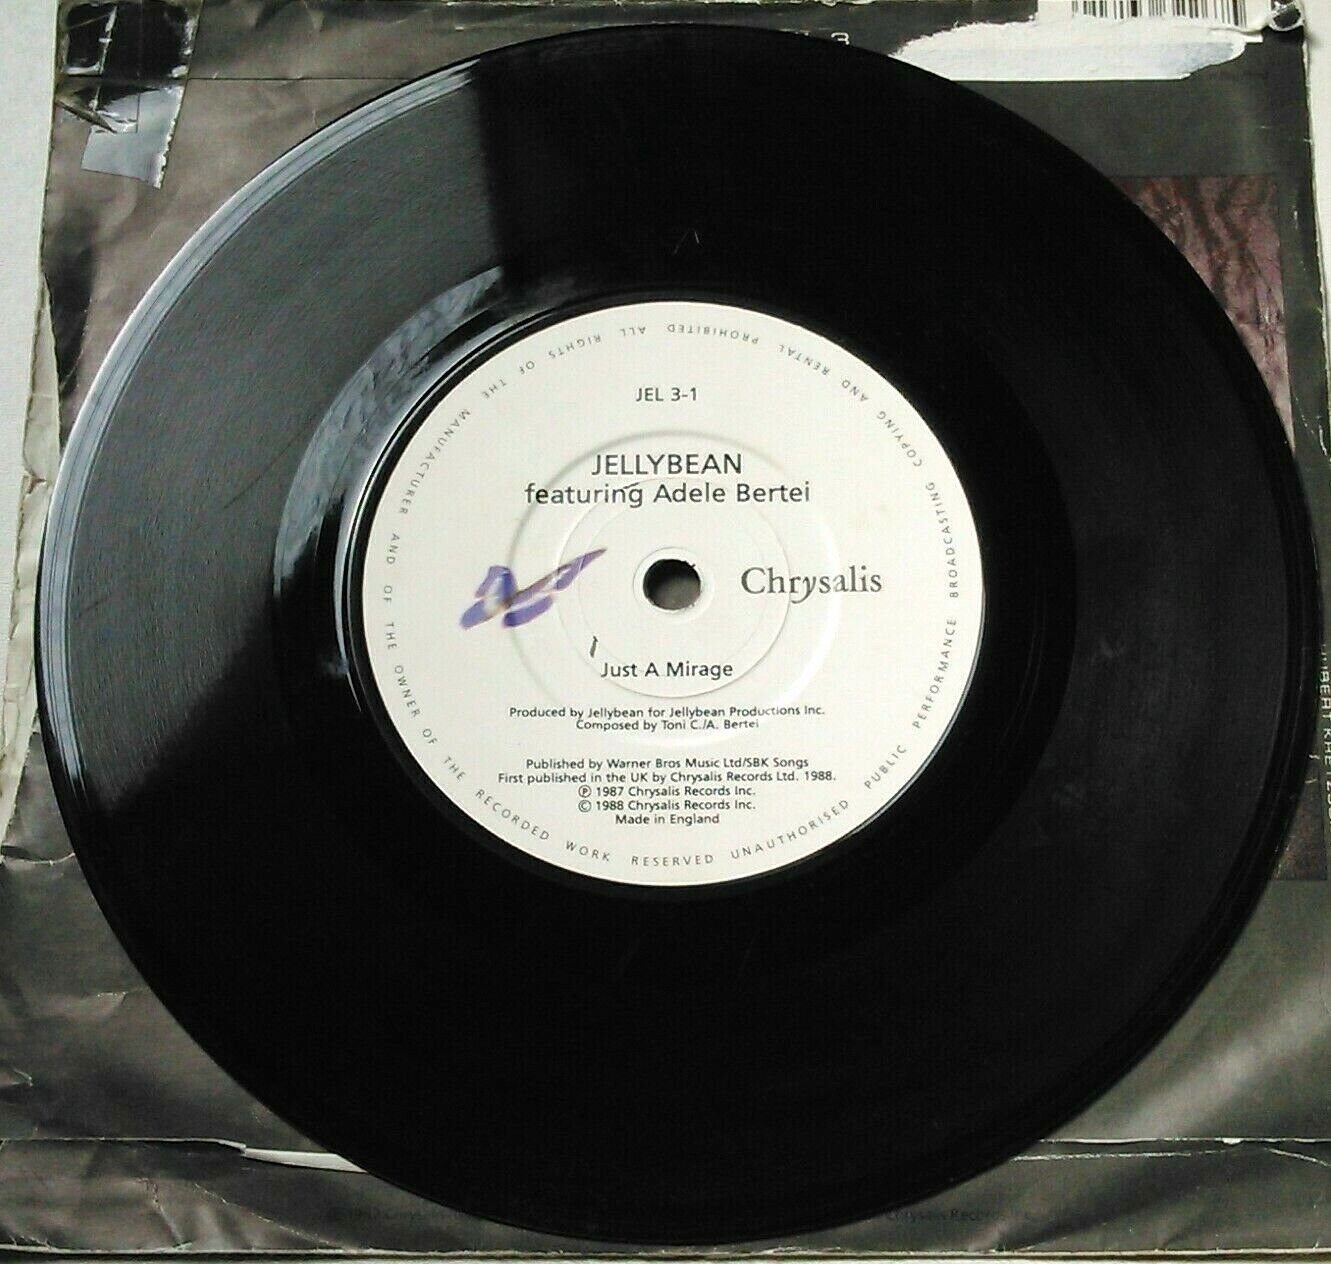 JEL 3-1
JELLYBEAN
featuring Adele Bertei
Chrysalis
Just A Mirage
Produced by Jellybean for Jellybean Productions Inc.
Composed by Toni C./A. Bertei
Published by Warner Bros Music Ltd/SBK Songs
First published in the UK by Chrysalis Records Ltd. 1988.
℗ 1987 Chrysalis Records Inc.
© 1988 Chrysalis Records Inc.
Made in England
ALL RIGHTS OF THE MANUFACTURER AND OF THE OWNER OF THE RECORDED WORK RESERVED UNAUTHORISED PUBLIC PERFORMANCE BROADCASTING COPYING AND RENTAL PROHIBITED
3
Chrysalis Records